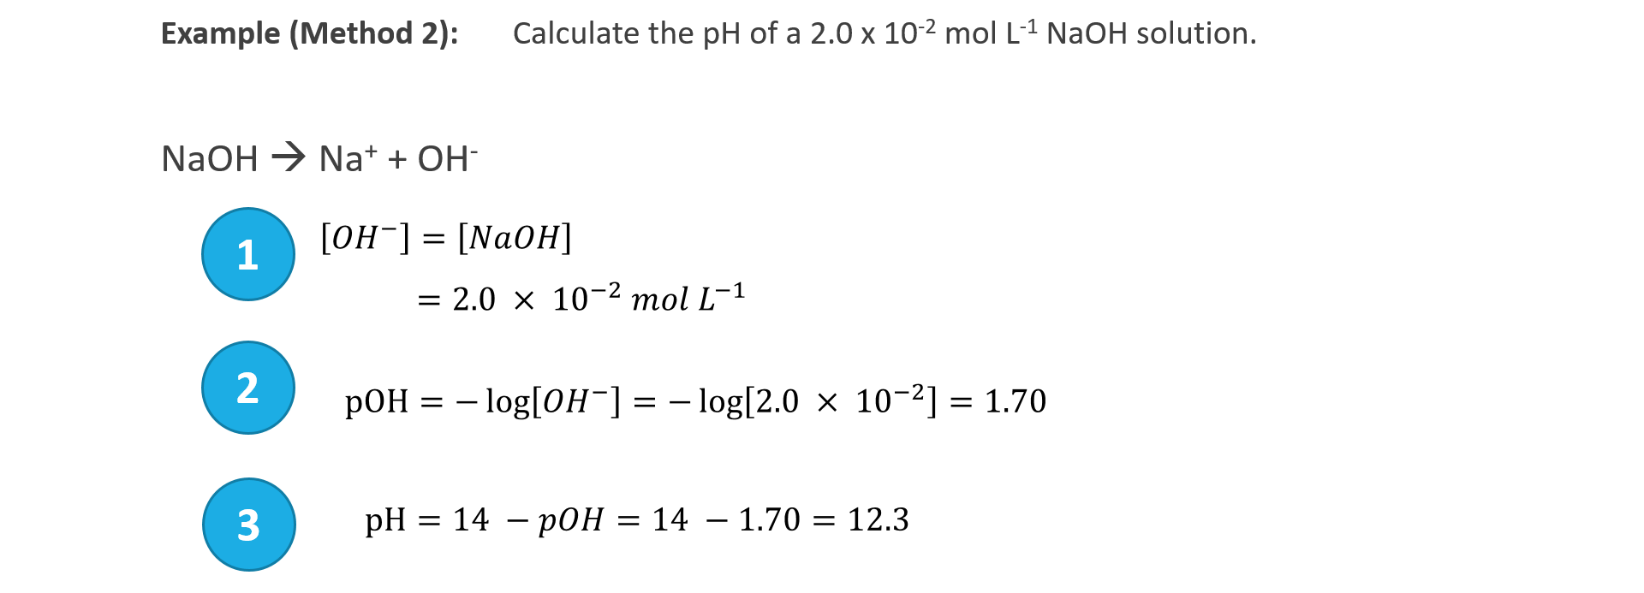 Example (Method 2): Calculate the pH of a 2.0 x 10⁻² mol L⁻¹ NaOH solution.
NaOH → Na⁺ + OH⁻
1 [OH⁻] = [NaOH]
= 2.0 × 10⁻² mol L⁻¹
2 pOH = − log[OH⁻] = − log[2.0 × 10⁻²] = 1.70
3 pH = 14 − pOH = 14 − 1.70 = 12.3